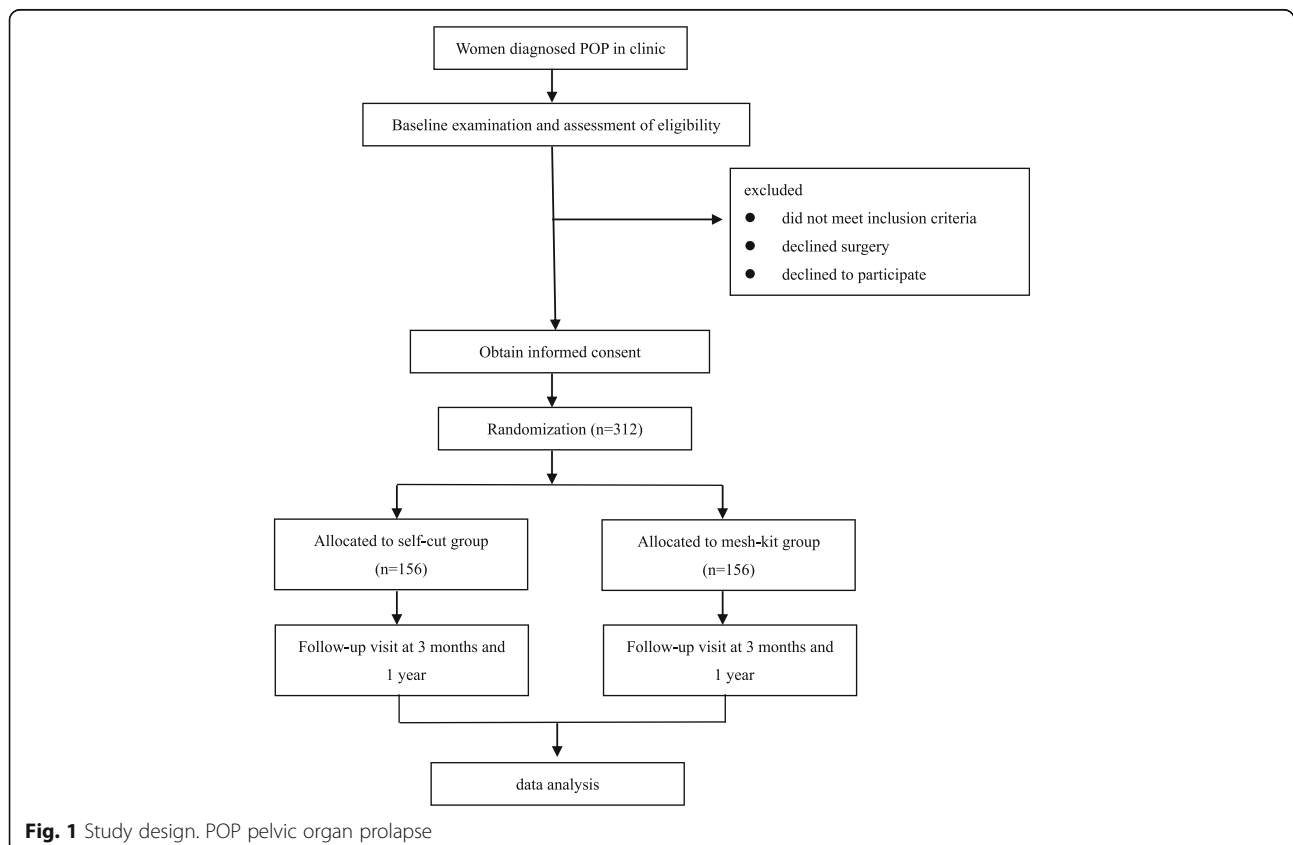 Women diagnosed POP in clinic
Baseline examination and assessment of eligibility
excluded
● did not meet inclusion criteria
● declined surgery
● declined to participate
Obtain informed consent
Randomization (n=312)
Allocated to self-cut group
(n=156)
Allocated to mesh-kit group
(n=156)
Follow-up visit at 3 months and
1 year
Follow-up visit at 3 months and
1 year
data analysis
Fig. 1 Study design. POP pelvic organ prolapse